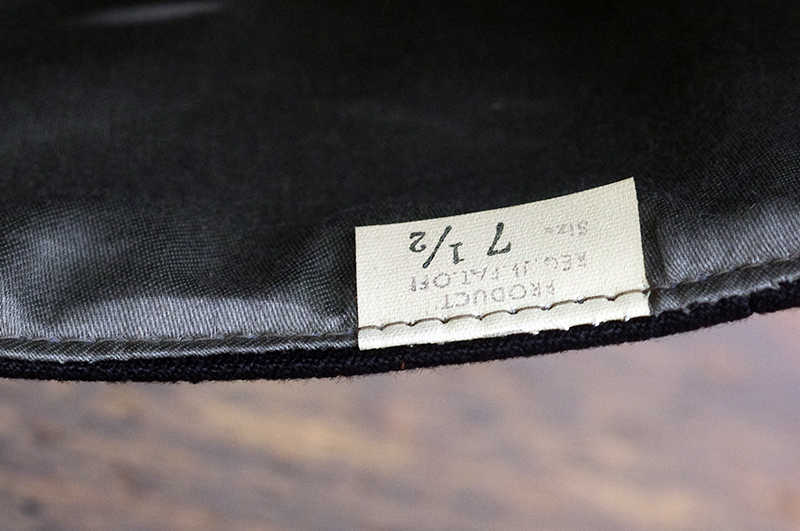 PRODUCT
REG. U. PAT. OFF
Size 7 1/2